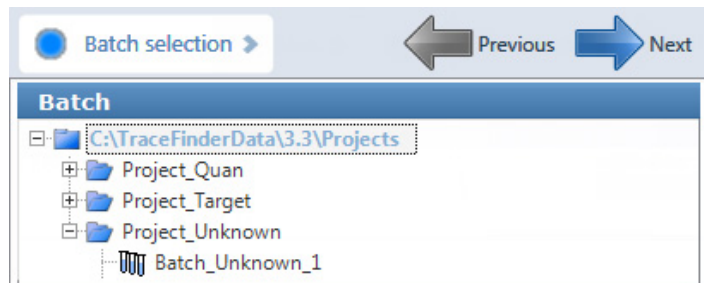 Batch selection Previous Next
Batch
C:\TraceFinderData\3.3\Projects
Project_Quan
Project_Target
Project_Unknown
Batch_Unknown_1